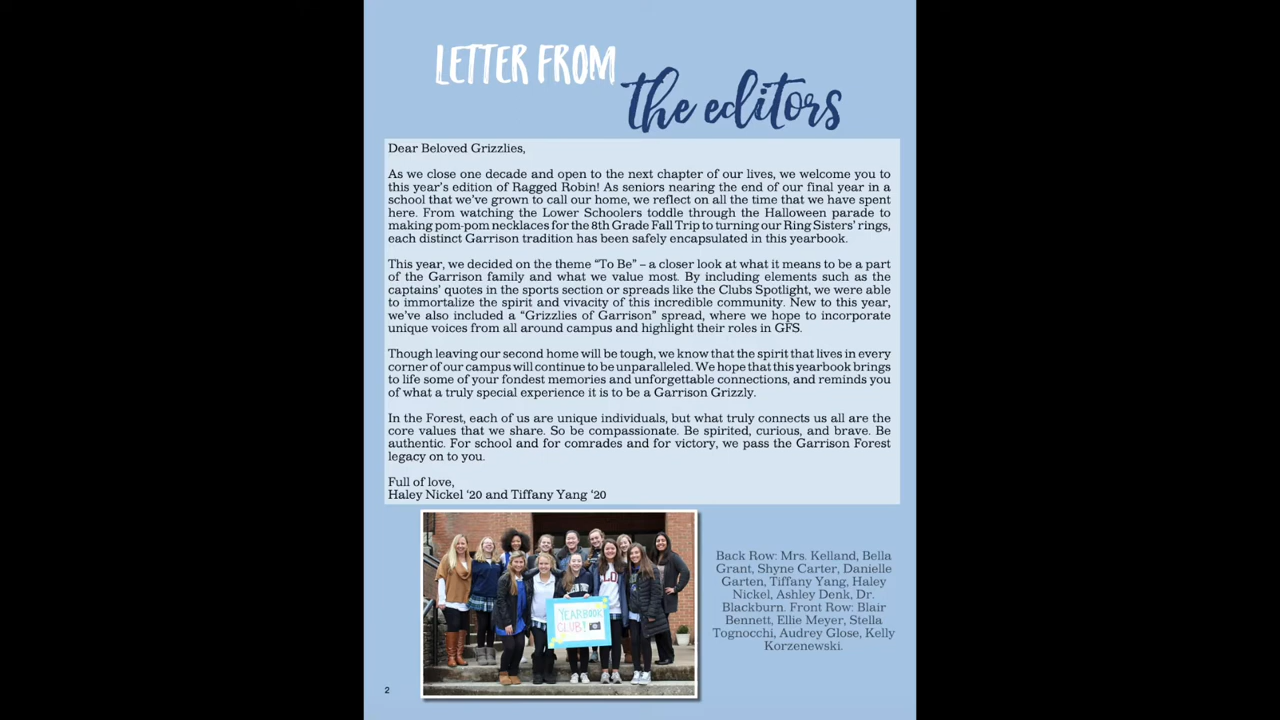 LETTER FROM
the editors
Dear Beloved Grizzlies,
As we close one decade and open to the next chapter of our lives, we welcome you to
this year's edition of Ragged Robin! As seniors nearing the end of our final year in a
school that we've grown to call our home, we reflect on all the time that we have spent
here. From watching the Lower Schoolers toddle through the Halloween parade to
making pom-pom necklaces for the 8th Grade Fall Trip to turning our Ring Sisters' rings,
each distinct Garrison tradition has been safely encapsulated in this yearbook.
This year, we decided on the theme “To Be” – a closer look at what it means to be a part
of the Garrison family and what we value most. By including elements such as the
captains' quotes in the sports section or spreads like the Clubs Spotlight, we were able
to immortalize the spirit and vivacity of this incredible community. New to this year,
we've also included a “Grizzlies of Garrison” spread, where we hope to incorporate
unique voices from all around campus and highlight their roles in GFS.
Though leaving our second home will be tough, we know that the spirit that lives in every
corner of our campus will continue to be unparalleled. We hope that this yearbook brings
to life some of your fondest memories and unforgettable connections, and reminds you
of what a truly special experience it is to be a Garrison Grizzly.
In the Forest, each of us are unique individuals, but what truly connects us all are the
core values that we share. So be compassionate. Be spirited, curious, and brave. Be
authentic. For school and for comrades and for victory, we pass the Garrison Forest
legacy on to you.
Full of love,
Haley Nickel ‘20 and Tiffany Yang ‘20
YEARBOOK
CLUB!
Back Row: Mrs. Kelland, Bella
Grant, Shyne Carter, Danielle
Garten, Tiffany Yang, Haley
Nickel, Ashley Denk, Dr.
Blackburn. Front Row: Blair
Bennett, Ellie Meyer, Stella
Tognocchi, Audrey Glose, Kelly
Korzenewski.
2